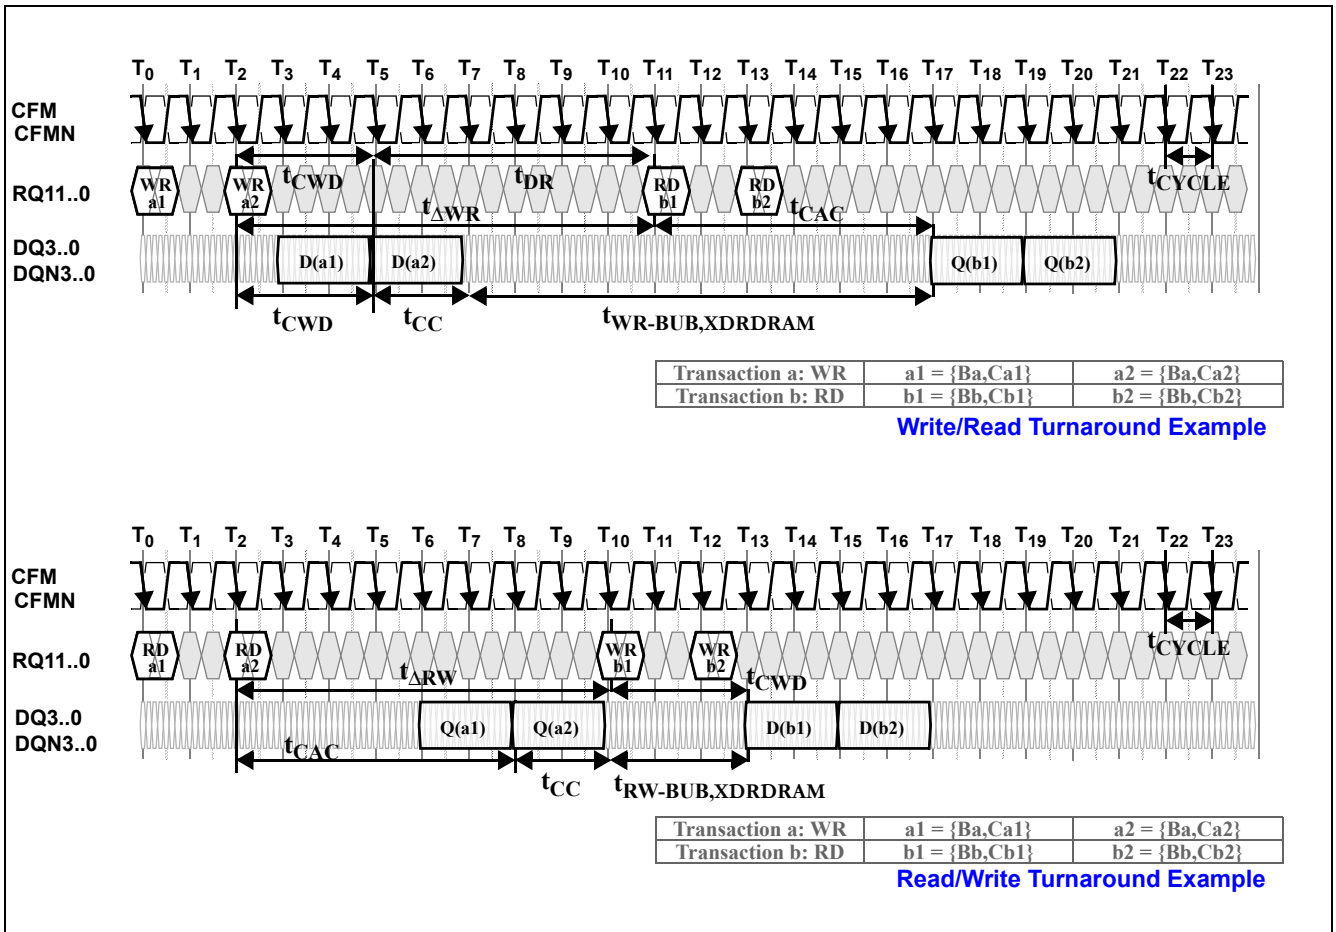 T0 T1 T2 T3 T4 T5 T6 T7 T8 T9 T10 T11 T12 T13 T14 T15 T16 T17 T18 T19 T20 T21 T22 T23
CFM
CFMN
tCWD tDR tCYCLE
RQ11..0 WR a1 WR a2 RD b1 RD b2
tΔWR tCAC
DQ3..0
DQN3..0 D(a1) D(a2) Q(b1) Q(b2)
tCWD tCC tWR-BUB,XDRDRAM
Transaction a: WR a1 = {Ba,Ca1} a2 = {Ba,Ca2}
Transaction b: RD b1 = {Bb,Cb1} b2 = {Bb,Cb2}
Write/Read Turnaround Example
T0 T1 T2 T3 T4 T5 T6 T7 T8 T9 T10 T11 T12 T13 T14 T15 T16 T17 T18 T19 T20 T21 T22 T23
CFM
CFMN
tCYCLE
RQ11..0 RD a1 RD a2 WR b1 WR b2
tΔRW tCWD
DQ3..0
DQN3..0 Q(a1) Q(a2) D(b1) D(b2)
tCAC tCC tRW-BUB,XDRDRAM
Transaction a: WR a1 = {Ba,Ca1} a2 = {Ba,Ca2}
Transaction b: RD b1 = {Bb,Cb1} b2 = {Bb,Cb2}
Read/Write Turnaround Example